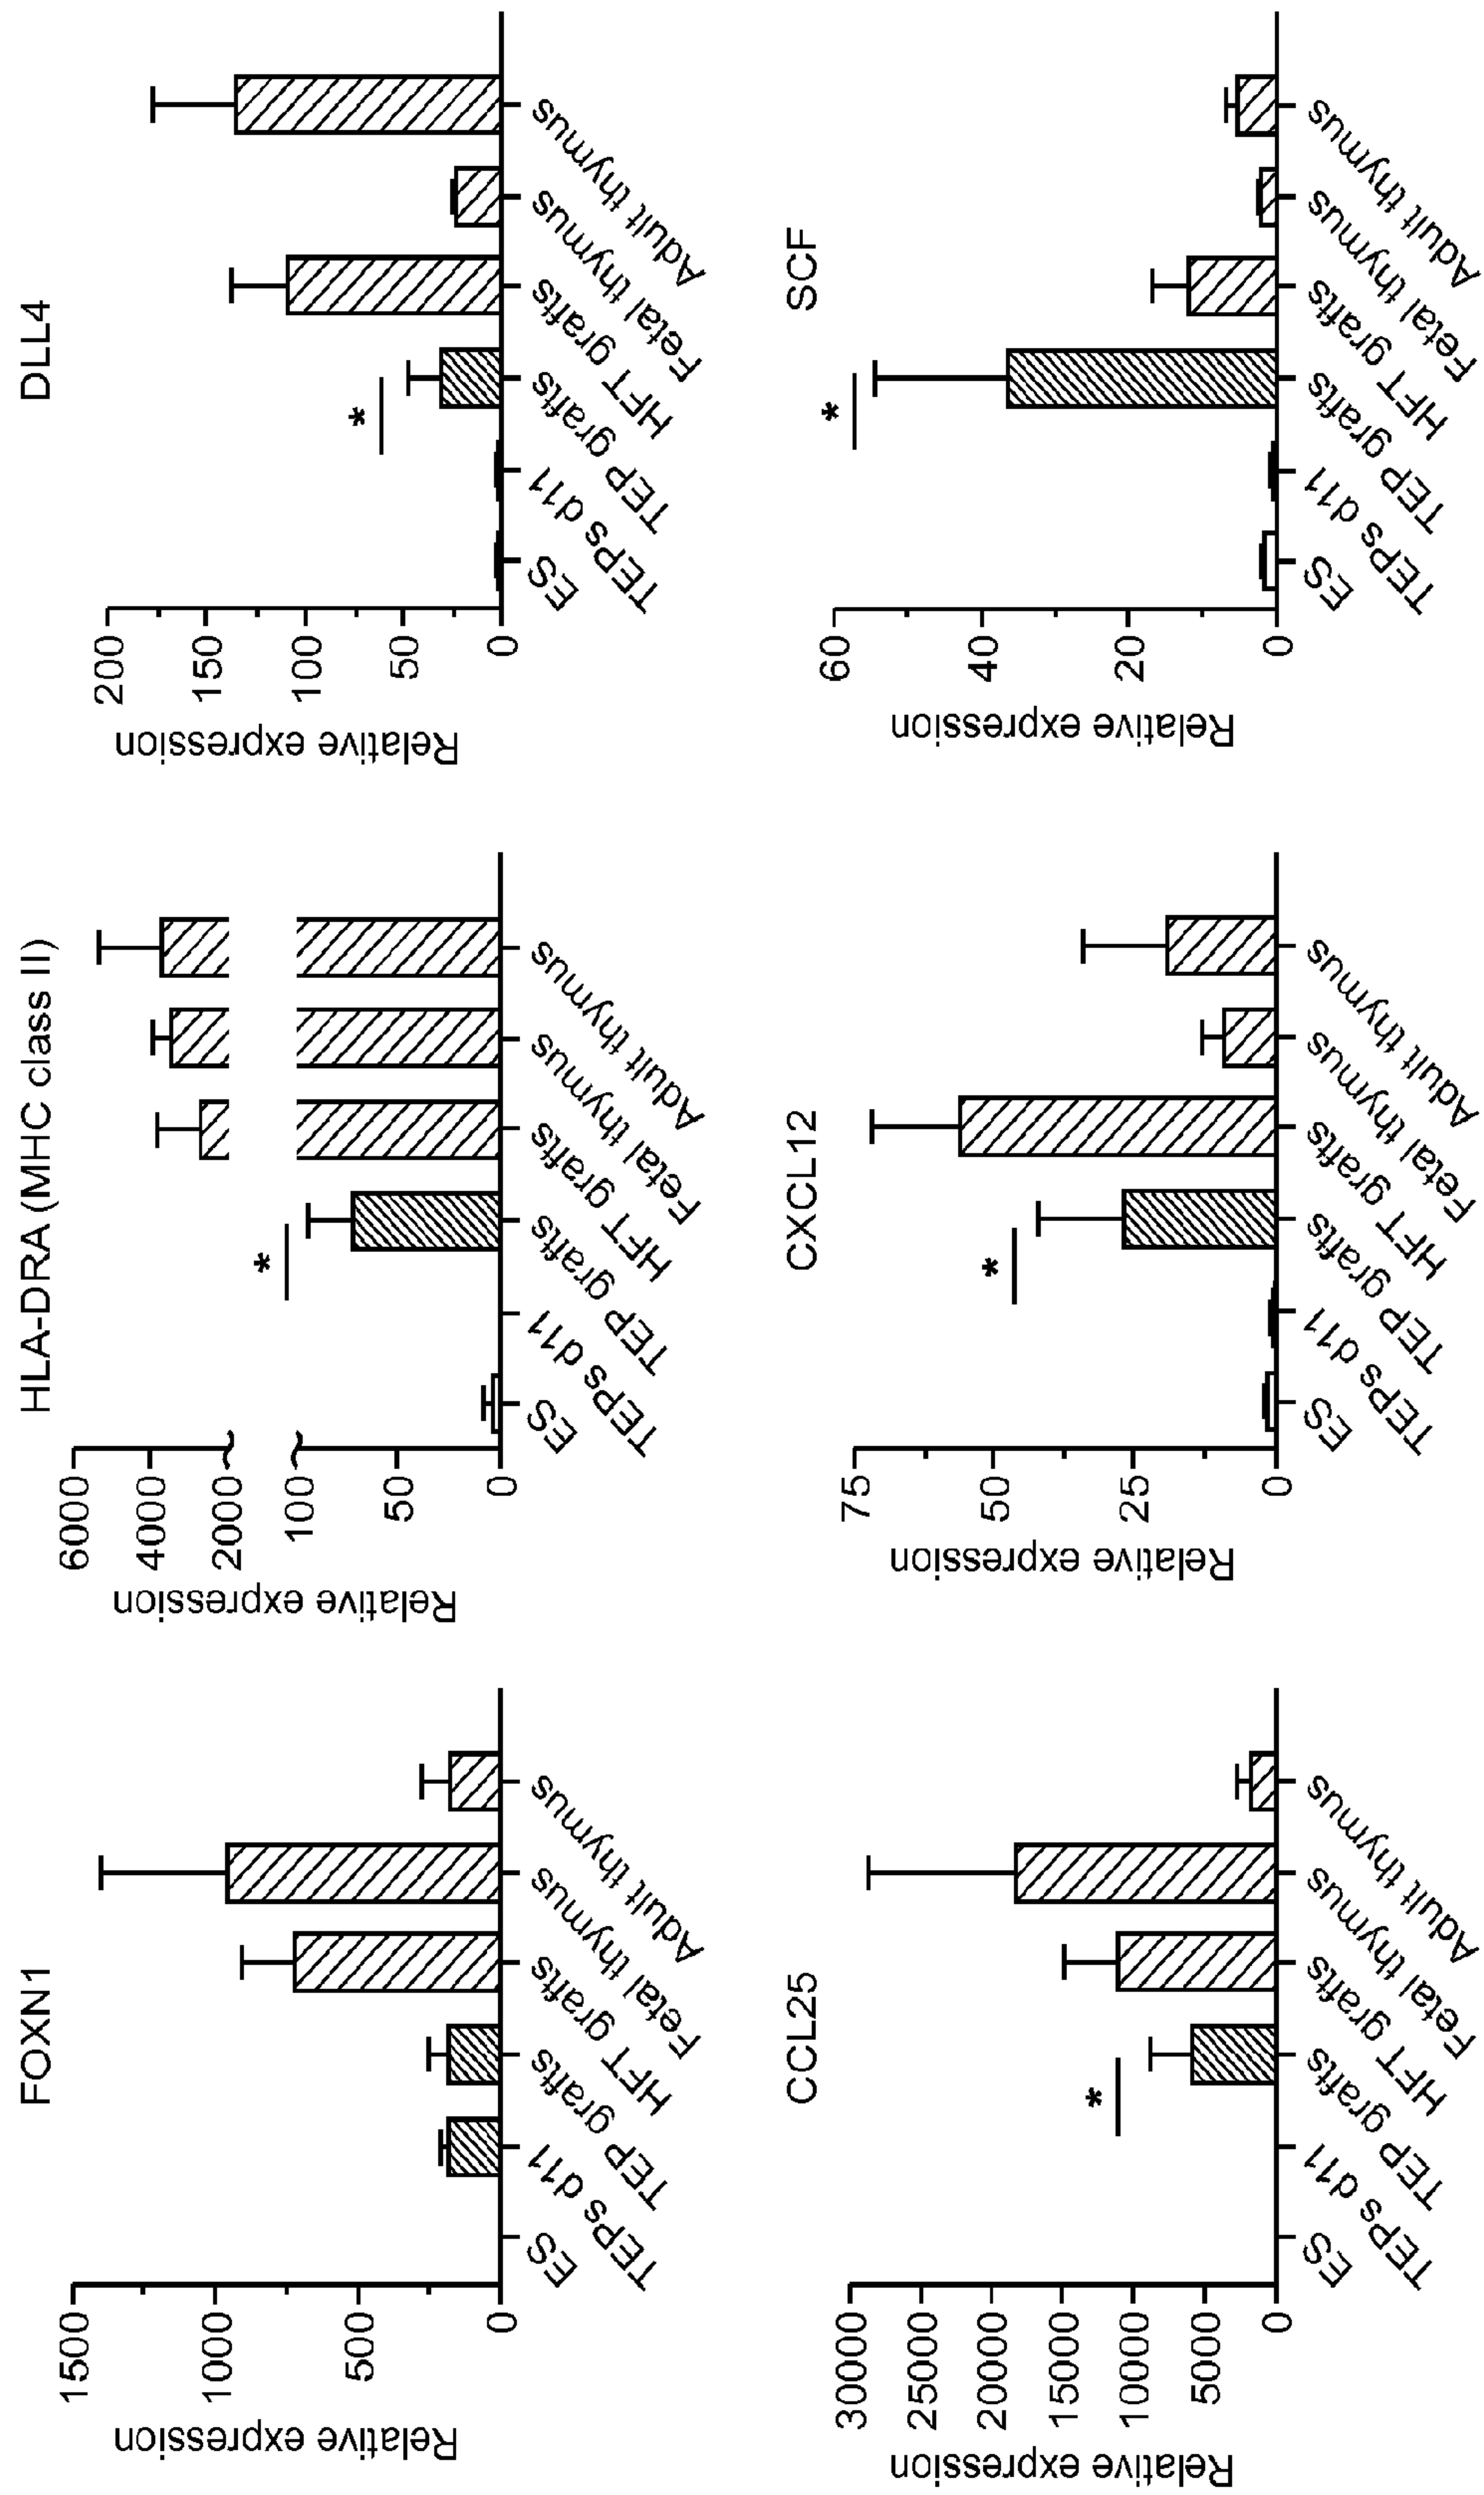 FOXN1
Relative expression
1500
1000
500
0
ES
TEPs d11
TEP grafts
HFT grafts
Fetal thymus
Adult thymus
HLA-DRA (MHC class II)
Relative expression
6000
4000
2000
100
50
0
*
ES
TEPs d11
TEP grafts
HFT grafts
Fetal thymus
Adult thymus
DLL4
Relative expression
200
150
100
50
0
*
ES
TEPs d11
TEP grafts
HFT grafts
Fetal thymus
Adult thymus
CCL25
Relative expression
30000
25000
20000
15000
10000
5000
0
*
ES
TEPs d11
TEP grafts
HFT grafts
Fetal thymus
Adult thymus
CXCL12
Relative expression
75
50
25
0
*
ES
TEPs d11
TEP grafts
HFT grafts
Fetal thymus
Adult thymus
SCF
Relative expression
60
40
20
0
*
ES
TEPs d11
TEP grafts
HFT grafts
Fetal thymus
Adult thymus